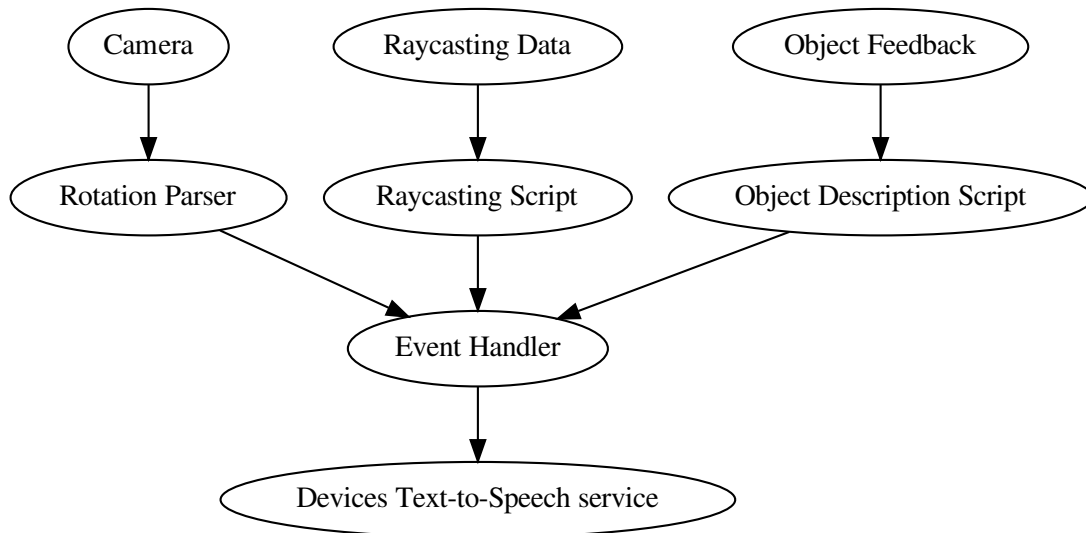 Camera
Raycasting Data
Object Feedback
Rotation Parser
Raycasting Script
Object Description Script
Event Handler
Devices Text-to-Speech service